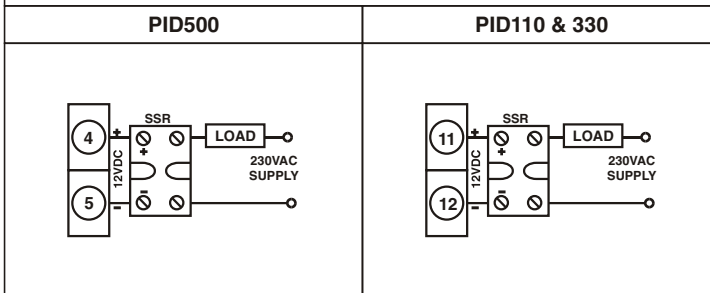 PID500
PID110 & 330
SSR
4
+
+
LOAD
12VDC
230VAC
SUPPLY
5
-
-
SSR
11
+
+
LOAD
12VDC
230VAC
SUPPLY
12
-
-